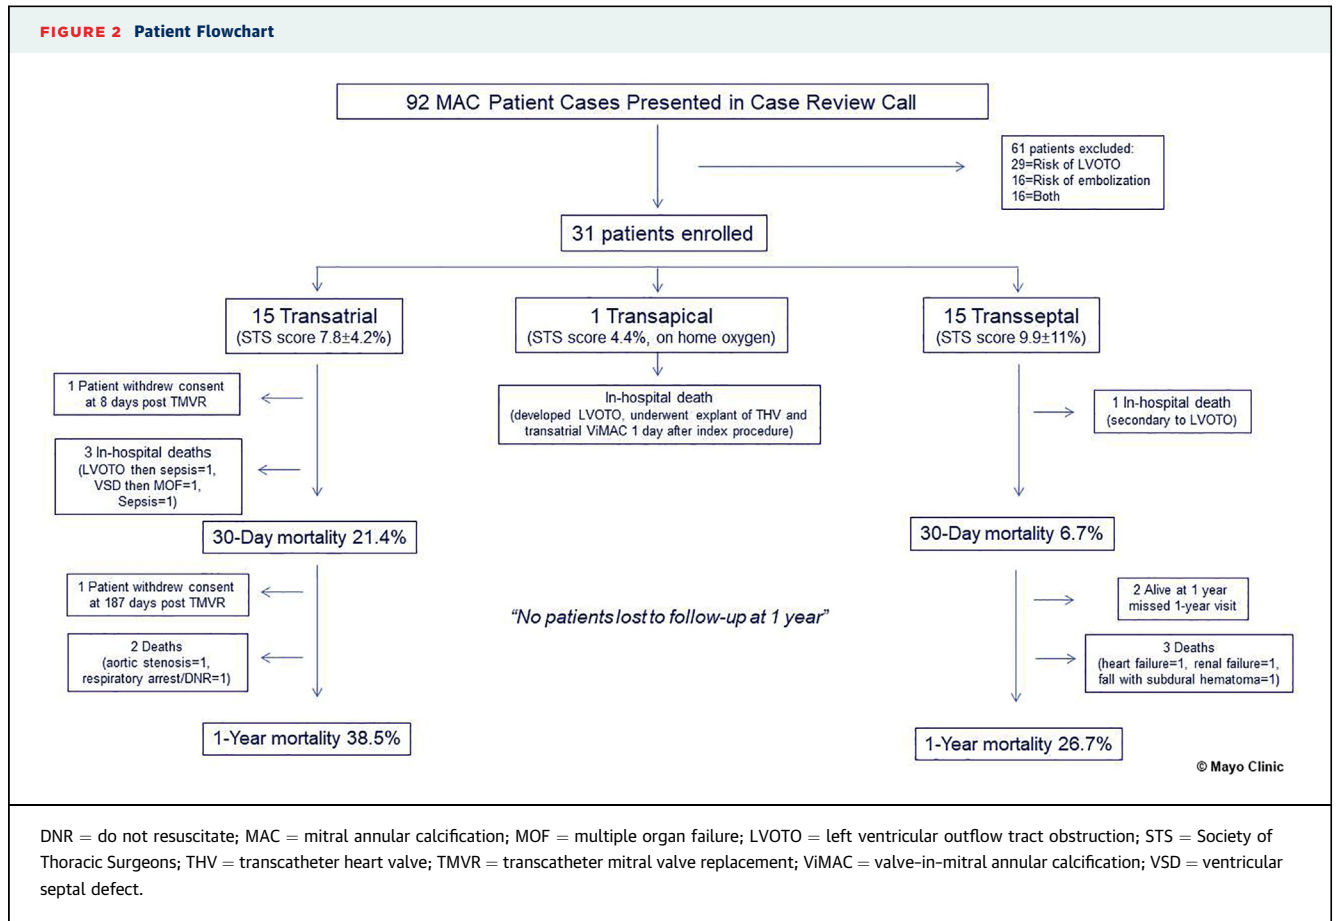 FIGURE 2 Patient Flowchart
92 MAC Patient Cases Presented in Case Review Call
61 patients excluded:
29=Risk of LVOTO
16=Risk of embolization
16=Both
31 patients enrolled
15 Transatrial
(STS score 7.8±4.2%)
1 Transapical
(STS score 4.4%, on home oxygen)
15 Transseptal
(STS score 9.9±11%)
1 Patient withdrew consent
at 8 days post TMVR
In-hospital death
(developed LVOTO, underwent explant of THV and
transatrial ViMAC 1 day after index procedure)
1 In-hospital death
(secondary to LVOTO)
3 In-hospital deaths
(LVOTO then sepsis=1,
VSD then MOF=1,
Sepsis=1)
30-Day mortality 21.4%
30-Day mortality 6.7%
1 Patient withdrew consent
at 187 days post TMVR
"No patients lost to follow-up at 1 year"
2 Alive at 1 year
missed 1-year visit
2 Deaths
(aortic stenosis=1,
respiratory arrest/DNR=1)
3 Deaths
(heart failure=1, renal failure=1,
fall with subdural hematoma=1)
1-Year mortality 38.5%
1-Year mortality 26.7%
© Mayo Clinic
DNR = do not resuscitate; MAC = mitral annular calcification; MOF = multiple organ failure; LVOTO = left ventricular outflow tract obstruction; STS = Society of
Thoracic Surgeons; THV = transcatheter heart valve; TMVR = transcatheter mitral valve replacement; ViMAC = valve-in-mitral annular calcification; VSD = ventricular
septal defect.